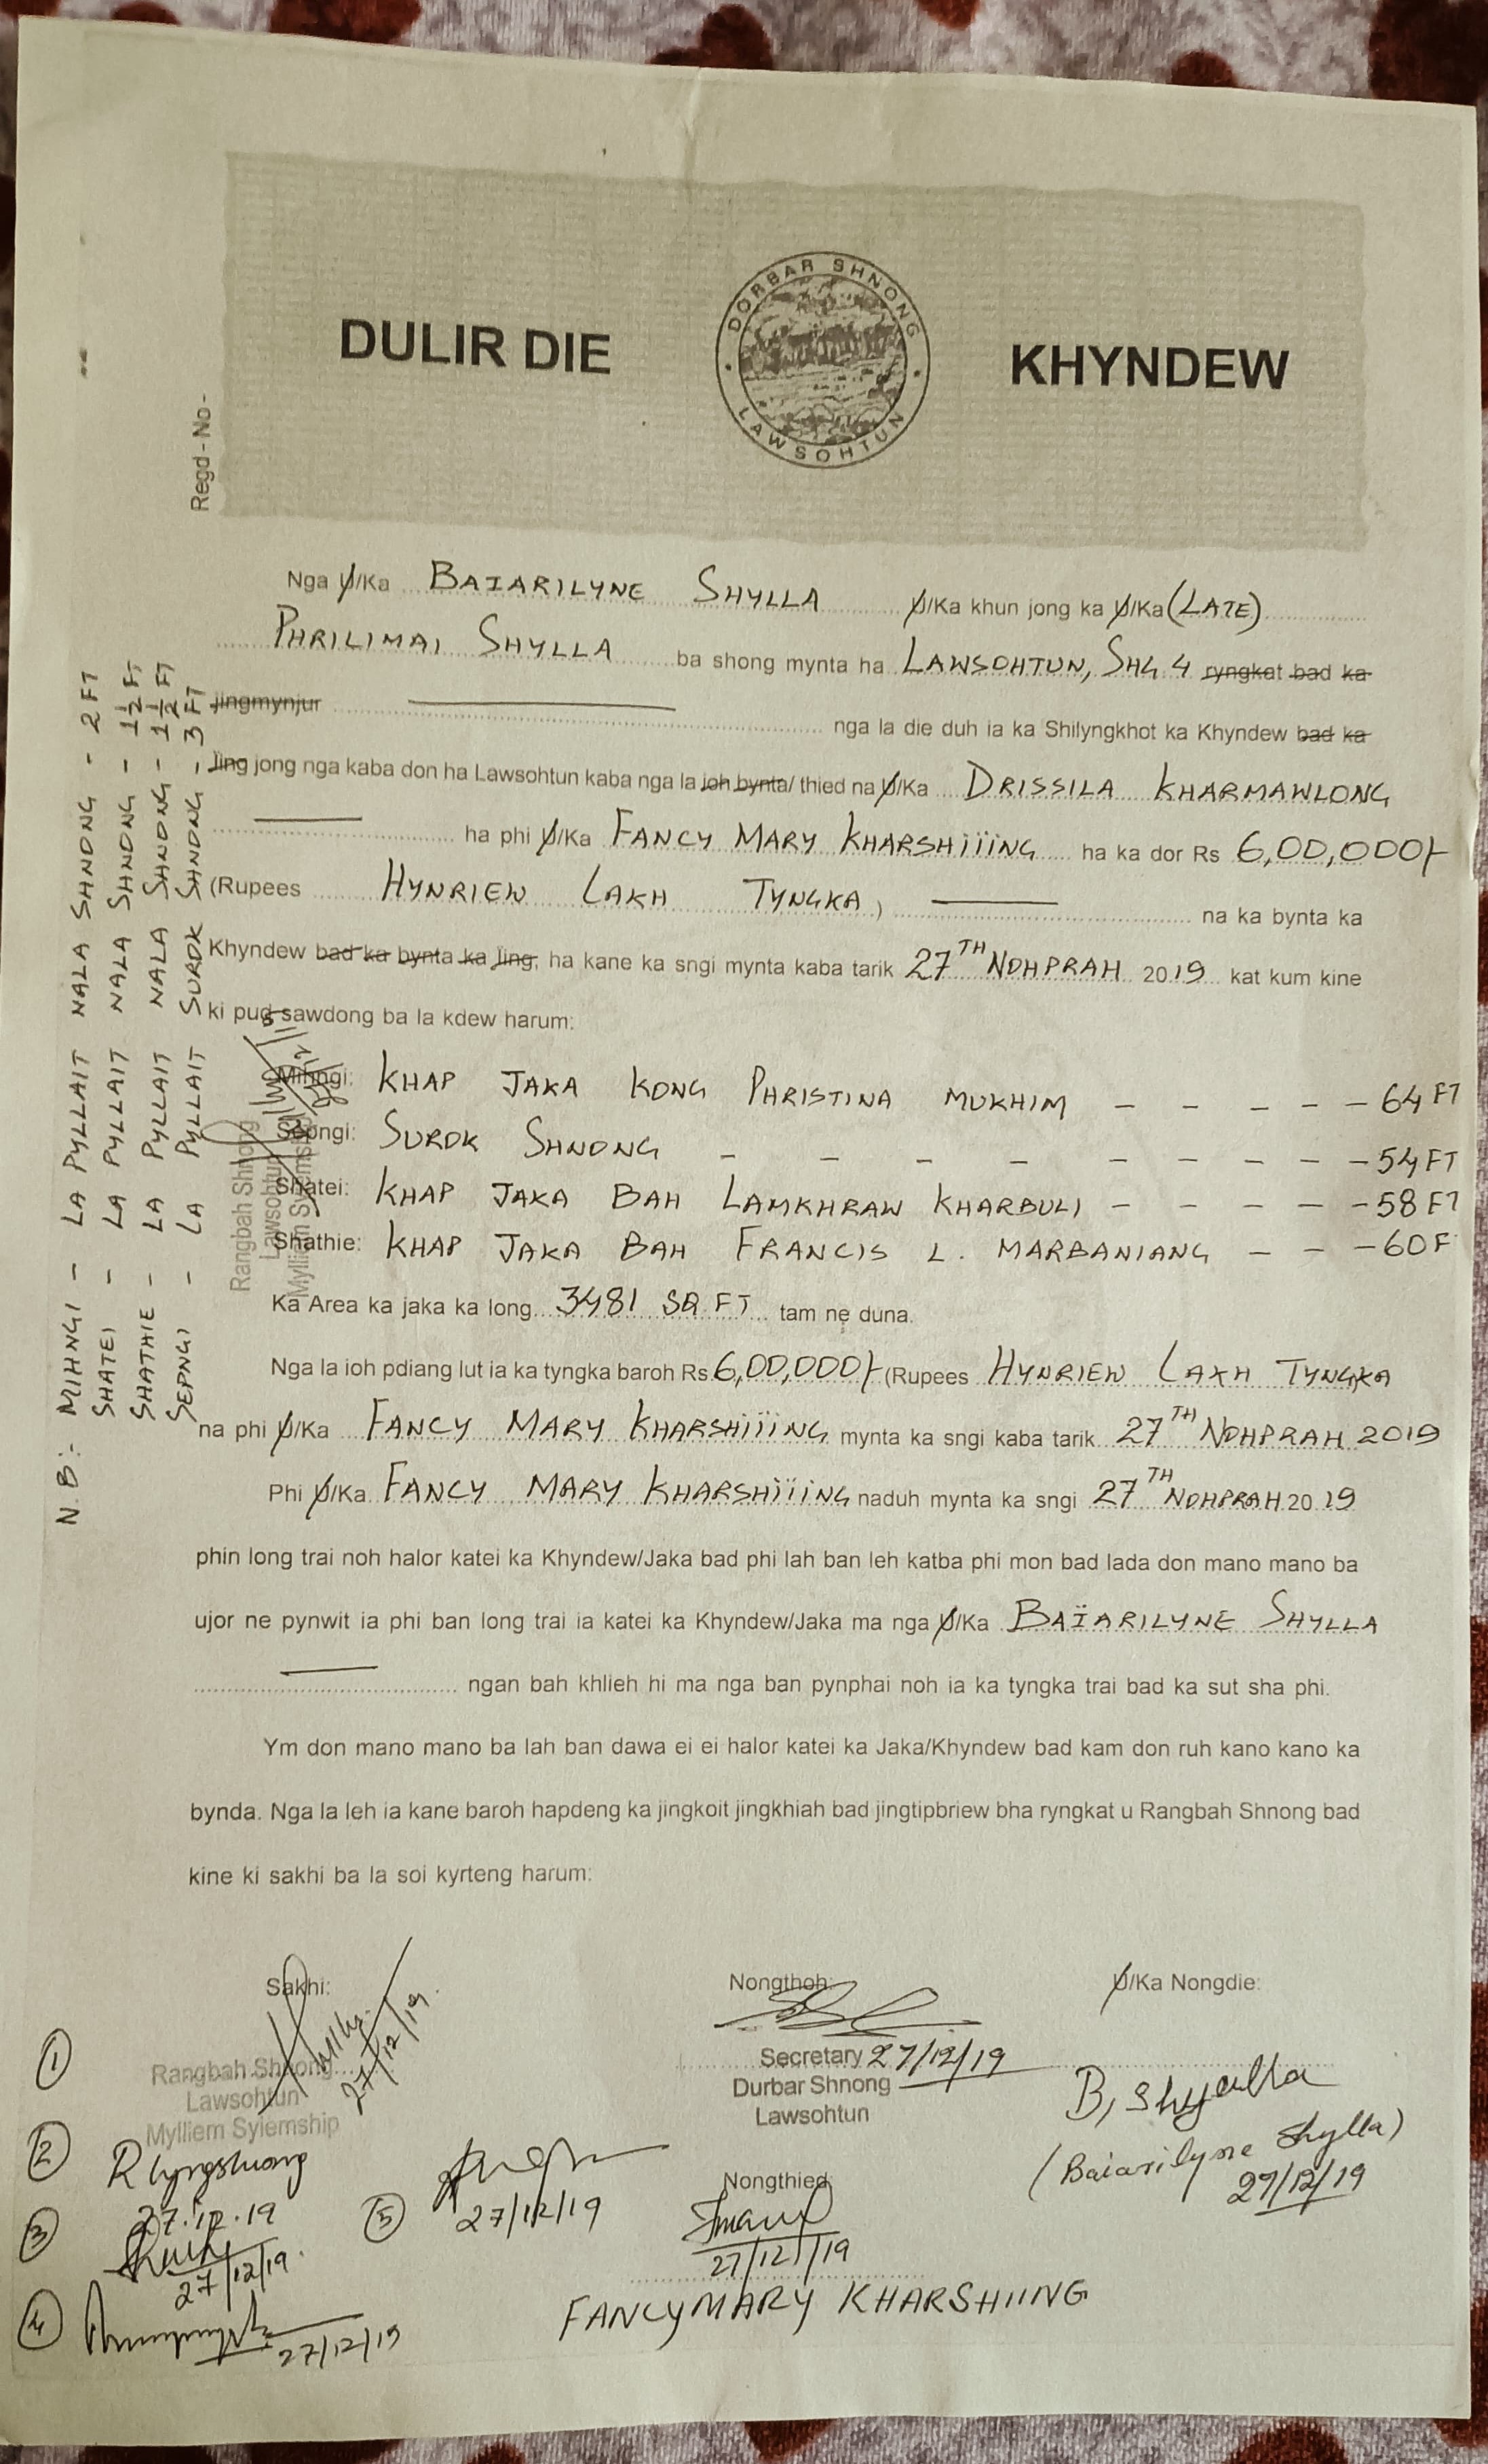 DULIR DIE KHYNDEW
DORBAR SHNONG
LAWSOHTUN
Regd - No -
Nga U/Ka BAIARILYNE SHYLLA U/Ka khun jong ka U/Ka (LATE)
PHRILIMAI SHYLLA ba shong mynta ha LAWSOHTUN, SHG 4 ryngkat bad ka
jingmynjur nga la die duh ia ka Shilyngkhot ka Khyndew bad ka
Iing jong nga kaba don ha Lawsohtun kaba nga la ioh bynta/ thied na U/Ka DRISSILA KHARMAWLONG
ha phi U/Ka FANCY MARY KHARSHIIING ha ka dor Rs 6,00,000/-
(Rupees HYNRIEW LAKH TYNGKA) na ka bynta ka
Khyndew bad ka bynta ka Iing, ha kane ka sngi mynta kaba tarik 27TH NOHPRAH 2019 kat kum kine
ki pud sawdong ba la kdew harum:
Mihngi: KHAP JAKA KONG PHRISTINA MUKHIM - - - - - 64 FT
Sepngi: SUROK SHNONG - - - - - - - - - 54 FT
Shatei: KHAP JAKA BAH LAMKHRAW KHARBULI - - - - - 58 FT
Shathie: KHAP JAKA BAH FRANCIS L. MARBANIANG - - - 60 F
Rangbah Shnong
Lawsohtun
Mylliem Syiemship
Ka Area ka jaka ka long 3481 SQ.FT tam ne duna.
Nga la ioh pdiang lut ia ka tyngka baroh Rs. 6,00,000/- (Rupees HYNRIEW LAKH TYNGKA
na phi U/Ka FANCY MARY KHARSHIIING mynta ka sngi kaba tarik 27TH NOHPRAH 2019
Phi U/Ka FANCY MARY KHARSHIIING naduh mynta ka sngi 27TH NOHPRAH 2019
phin long trai noh halor katei ka Khyndew/Jaka bad phi lah ban leh katba phi mon bad lada don mano mano ba
ujor ne pynwit ia phi ban long trai ia katei ka Khyndew/Jaka ma nga U/Ka BAÏARILYNE SHYLLA
ngan bah khlieh hi ma nga ban pynphai noh ia ka tyngka trai bad ka sut sha phi.
Ym don mano mano ba lah ban dawa ei ei halor katei ka Jaka/Khyndew bad kam don ruh kano kano ka
bynda. Nga la leh ia kane baroh hapdeng ka jingkoit jingkhiah bad jingtipbriew bha ryngkat u Rangbah Shnong bad
kine ki sakhi ba la soi kyrteng harum:
N.B:- MIHNGI - LA PYLLAIT NALA SHNONG - 2 FT
SHATEI - LA PYLLAIT NALA SHNONG - 1 1/2 FT
SHATHIE - LA PYLLAIT NALA SHNONG - 1 1/2 FT
SEPNGI - LA PYLLAIT SUROK SHNONG - 3 FT
Sakhi:
①
27/12/19
Rangbah Shnong
Lawsohtun
Mylliem Syiemship
② R Lyngshiang
27.12.19
③
27/12/19
④
27/12/19
⑤
27/12/19
Nongthoh:
Secretary 27/12/19
Durbar Shnong
Lawsohtun
Nongthied
27/12/19
FANCYMARY KHARSHIING
U/Ka Nongdie:
B, Shyalla
(Baiarilyne Shylla)
27/12/19